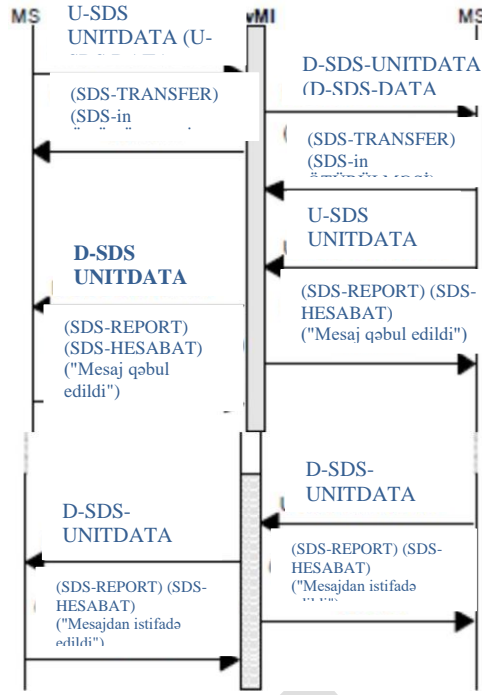 MS
MS
U-SDS
UNITDATA (U-
(SDS-TRANSFER)
(SDS-in
D-SDS-UNITDATA
(D-SDS-DATA
(SDS-TRANSFER)
(SDS-in
ÖTÜRÜLMƏSİ)
U-SDS
UNITDATA
D-SDS
UNITDATA
(SDS-REPORT)
(SDS-HESABAT)
("Mesaj qəbul
edildi")
(SDS-REPORT) (SDS-
HESABAT)
("Mesaj qəbul edildi")
D-SDS-
UNITDATA
D-SDS-
UNITDATA
(SDS-REPORT) (SDS-
HESABAT)
("Mesajdan istifadə
(SDS-REPORT) (SDS-
HESABAT)
("Mesajdan istifadə
edildi")